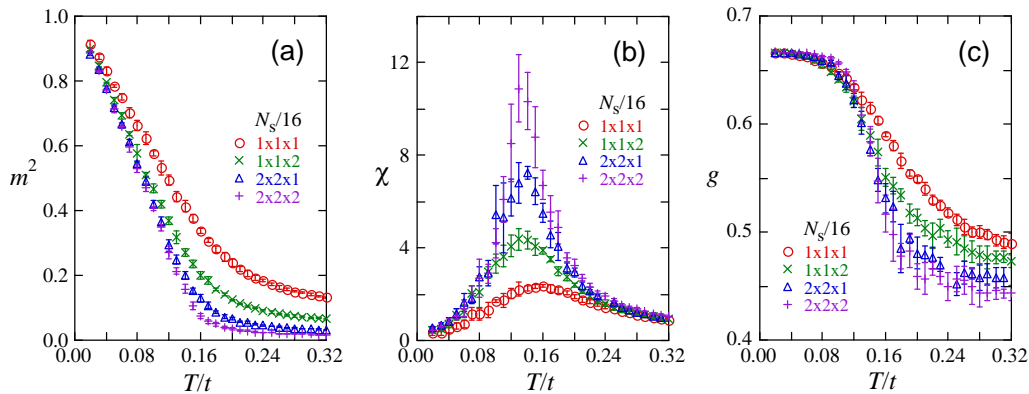 (a)
1.0
0.8
0.6
0.4
0.2
0.0
m²
N_s/16
1x1x1
1x1x2
2x2x1
2x2x2
0.00 0.08 0.16 0.24 0.32
T/t
(b)
12
8
4
0
χ
N_s/16
1x1x1
1x1x2
2x2x1
2x2x2
0.00 0.08 0.16 0.24 0.32
T/t
(c)
0.67
0.6
0.5
0.4
g
N_s/16
1x1x1
1x1x2
2x2x1
2x2x2
0.00 0.08 0.16 0.24 0.32
T/t